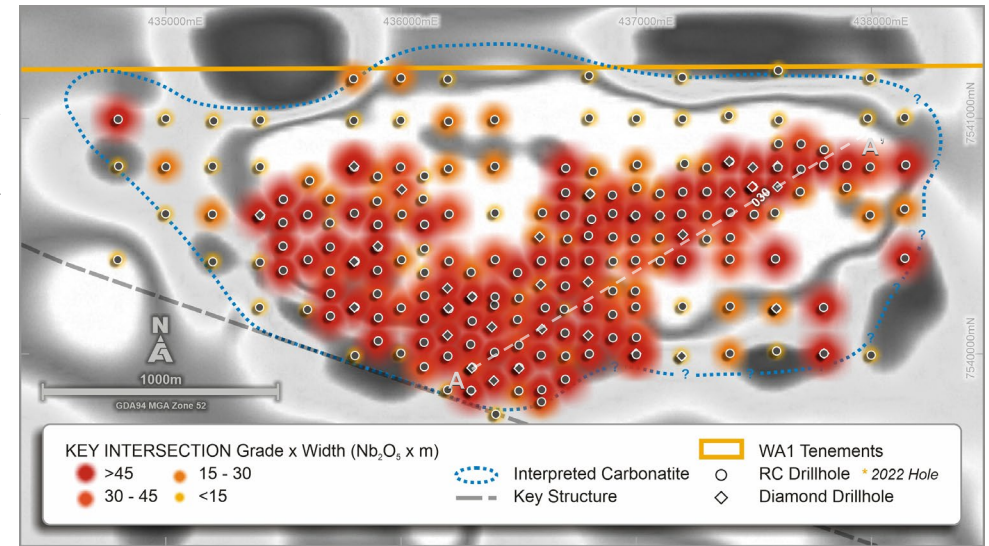 435000mE 436000mE 437000mE 438000mE
?
7541000mN
A'
?
030
?
?
N
1000m
GDA94 MGA Zone 52
7540000mN
?
A
? ? ? ?
KEY INTERSECTION Grade x Width (Nb₂O₅ x m)
>45 15 - 30
30 - 45 <15
Interpreted Carbonatite
Key Structure
WA1 Tenements
RC Drillhole * 2022 Hole
Diamond Drillhole